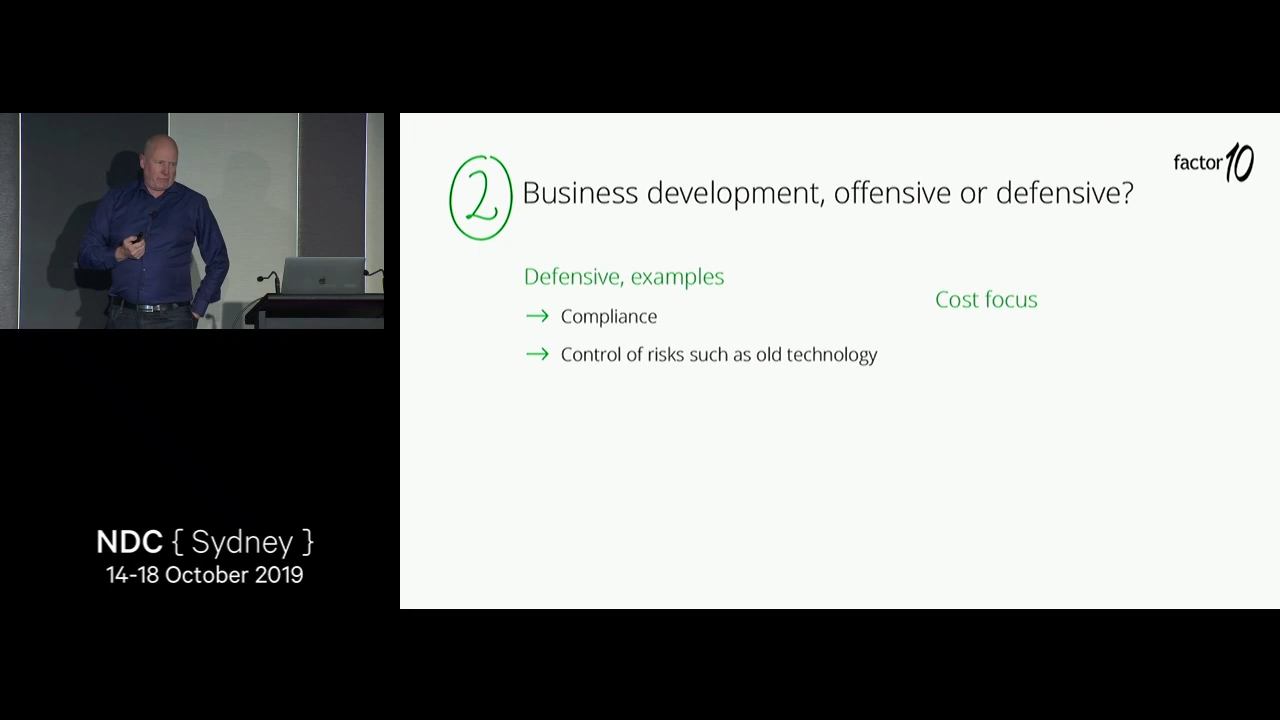 factor10
2 Business development, offensive or defensive?
Defensive, examples
Cost focus
→ Compliance
→ Control of risks such as old technology
NDC { Sydney }
14-18 October 2019